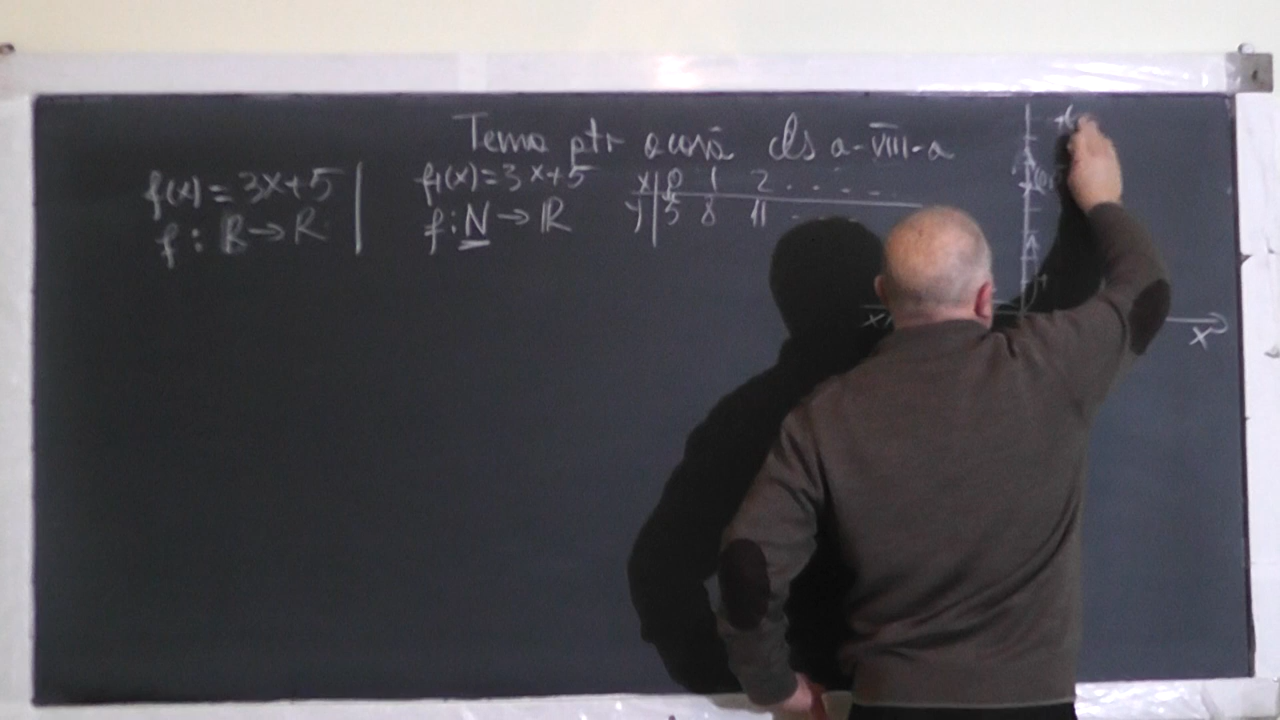 Tema ptr acasă cls a-VIII-a
f(x) = 3x+5
f : R → R
f₁(x) = 3x+5
f : N → R
x 0 1 2 . . . .
y 5 8 11 . . .
x